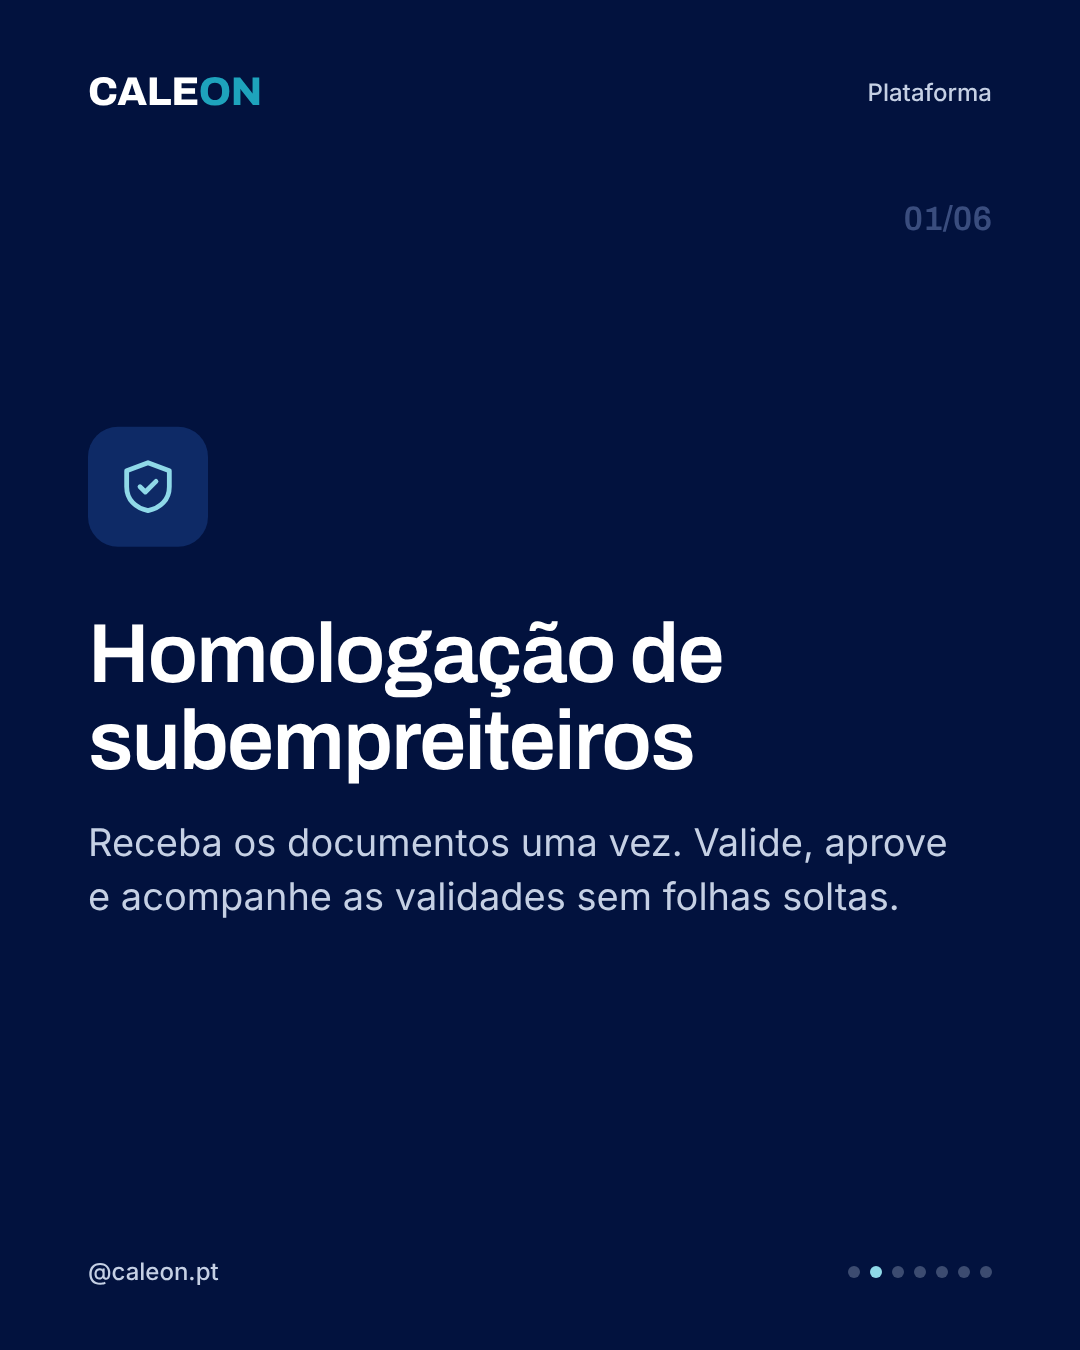 CALEON
Plataforma
01/06
Homologação de
subempreiteiros
Receba os documentos uma vez. Valide, aprove
e acompanhe as validades sem folhas soltas.
@caleon.pt